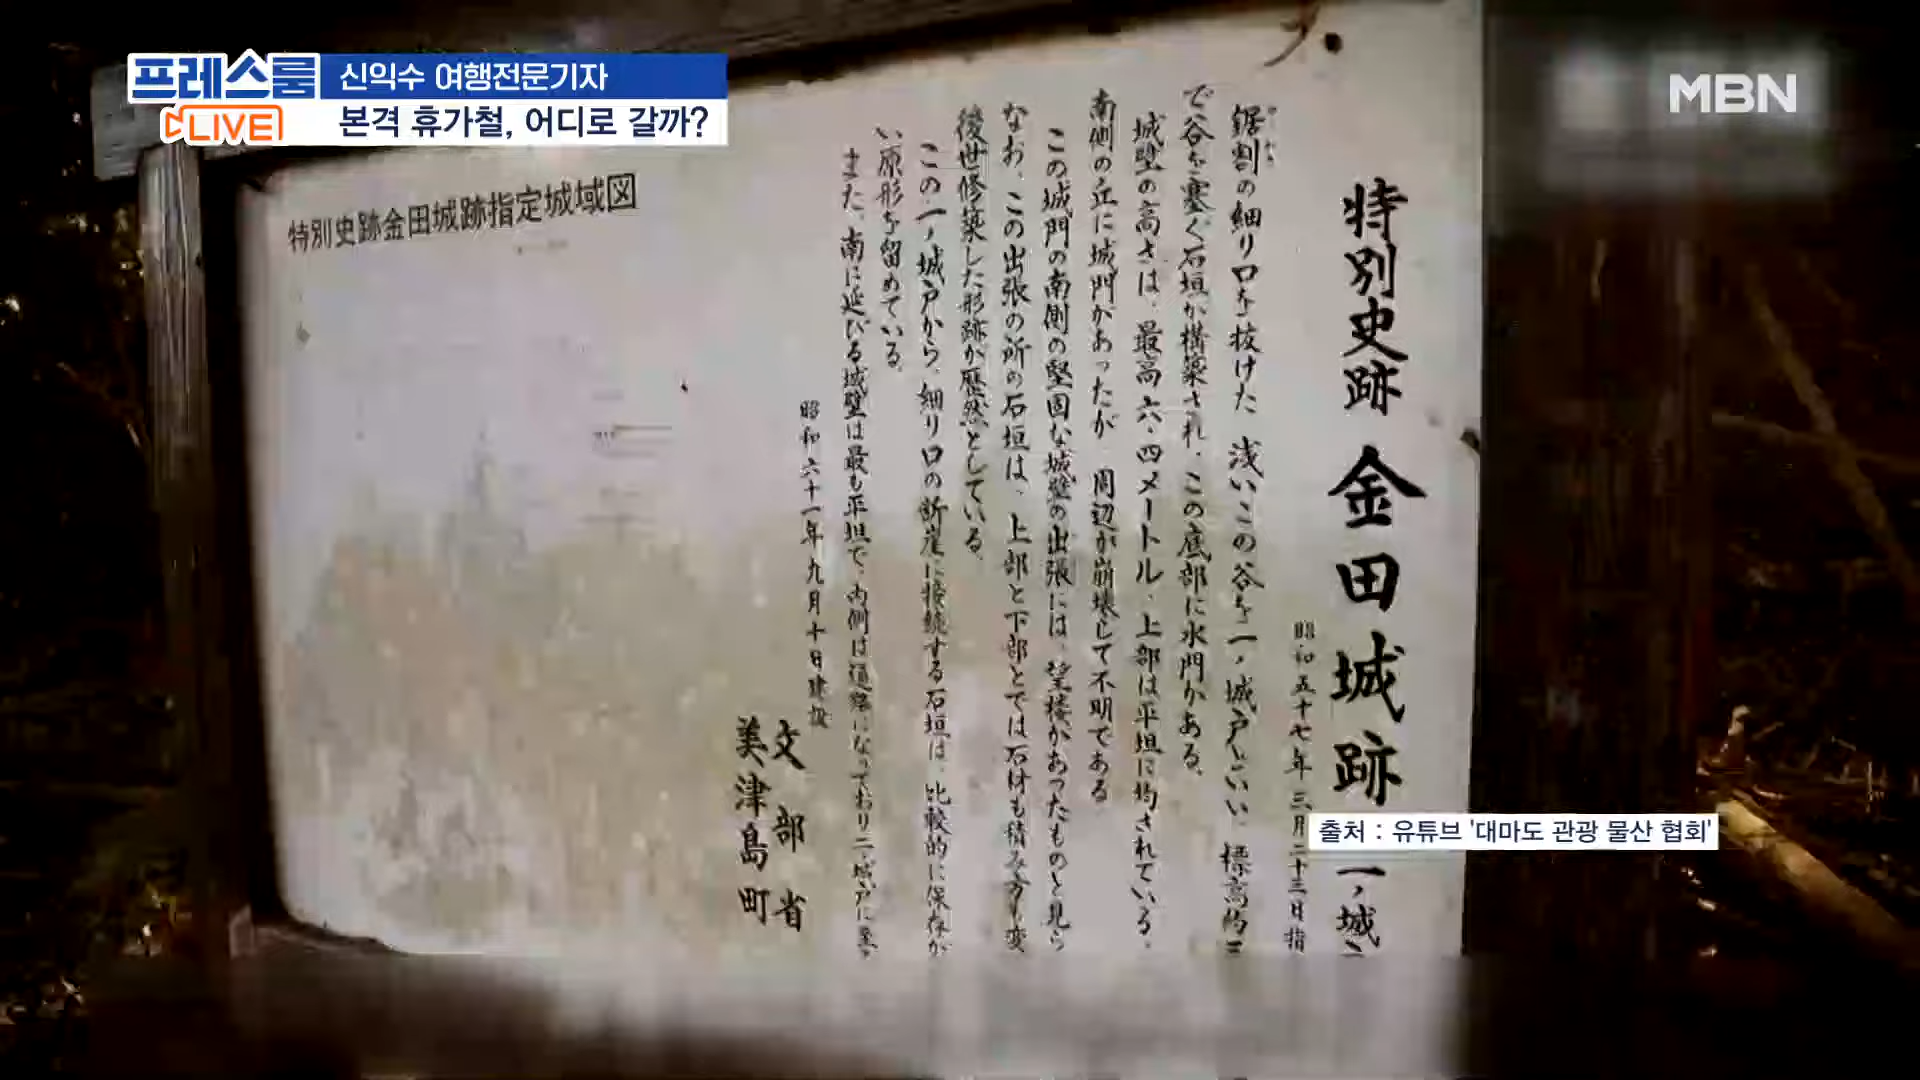 프레스룸
LIVE
신익수 여행전문기자
본격 휴가철, 어디로 갈까?
MBN
特別史跡 金田城跡 一ノ城
昭和五十七年三月二十三日指
鋸割の細り口を抜けた、浅いこの谷を一ノ城戸といい、標高約三
で谷を塞ぐ石垣が構築され、この底部に水門がある。
城壁の高さは、最高六・四メートル、上部は平坦に均されている。
南側の丘に城門があったが、周辺が崩壊して不明である
この城門の南側の堅固な城壁の出張には、望楼があったものと見ら
なお、この出張の所の石垣は、上部と下部とでは石材も積み方も変
後世修築した形跡が歴然としている。
この一ノ城戸から、細り口の断崖に接続する石垣は、比較的に保存が
い原形を留めている。
また、南に延びる城壁は最も平坦で、内側は道路になっており二ノ城戸に至
昭和六十一年九月十日建設
文部省
美津島町
特別史跡金田城跡指定城域図
출처 : 유튜브 '대마도 관광 물산 협회'